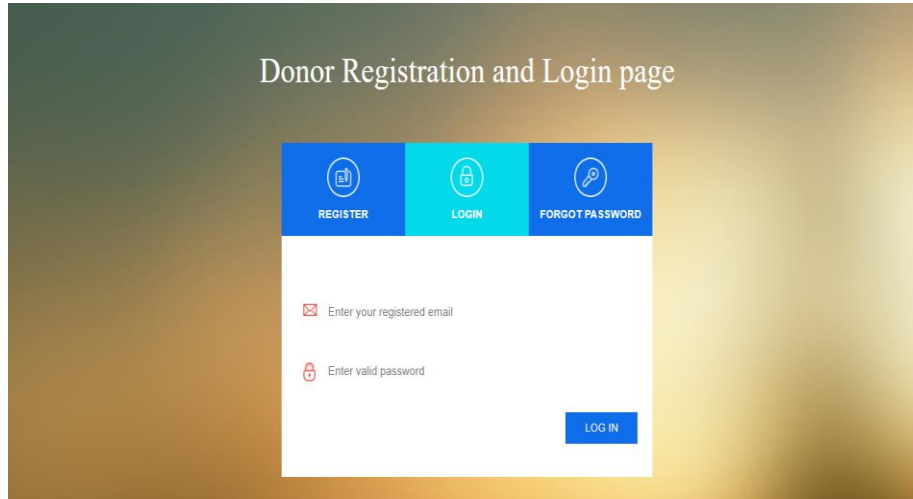 Donor Registration and Login page
REGISTER LOGIN FORGOT PASSWORD
Enter your registered email
Enter valid password
LOG IN